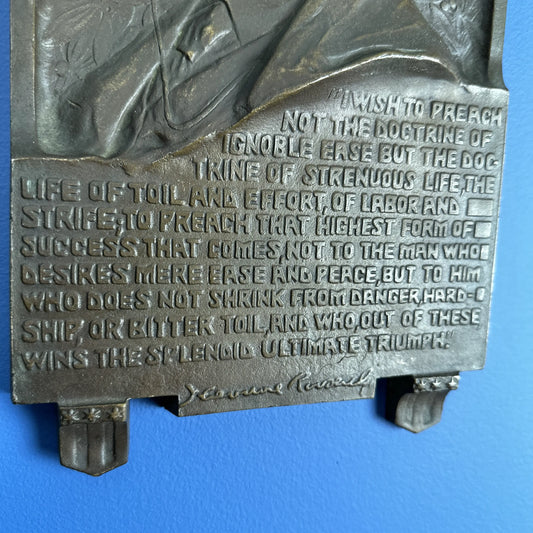 "I WISH TO PREACH
NOT THE DOCTRINE OF
IGNOBLE EASE BUT THE DOC-
TRINE OF STRENUOUS LIFE, THE
LIFE OF TOIL AND EFFORT, OF LABOR AND
STRIFE, TO PREACH THAT HIGHEST FORM OF
SUCCESS THAT COMES, NOT TO THE MAN WHO
DESIRES MERE EASE AND PEACE, BUT TO HIM
WHO DOES NOT SHRINK FROM DANGER, HARD-
SHIP, OR BITTER TOIL, AND WHO, OUT OF THESE
WINS THE SPLENDID ULTIMATE TRIUMPH."